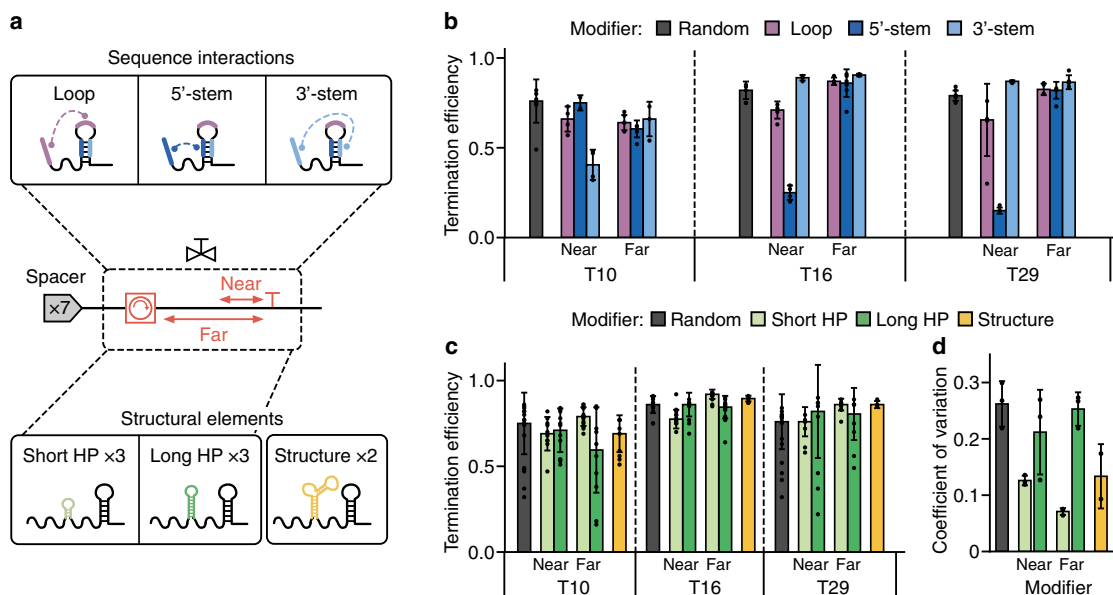 a
Sequence interactions
Loop 5'-stem 3'-stem
Spacer
×7
Near
Far
Structural elements
Short HP ×3 Long HP ×3 Structure ×2
b
Modifier: Random Loop 5'-stem 3'-stem
Termination efficiency
1.0
0.5
0.0
Near Far Near Far Near Far
T10 T16 T29
Modifier: Random Short HP Long HP Structure
c
Termination efficiency
1.0
0.5
0.0
Near Far Near Far Near Far
T10 T16 T29
d
Coefficient of variation
0.3
0.2
0.1
0
Near Far
Modifier